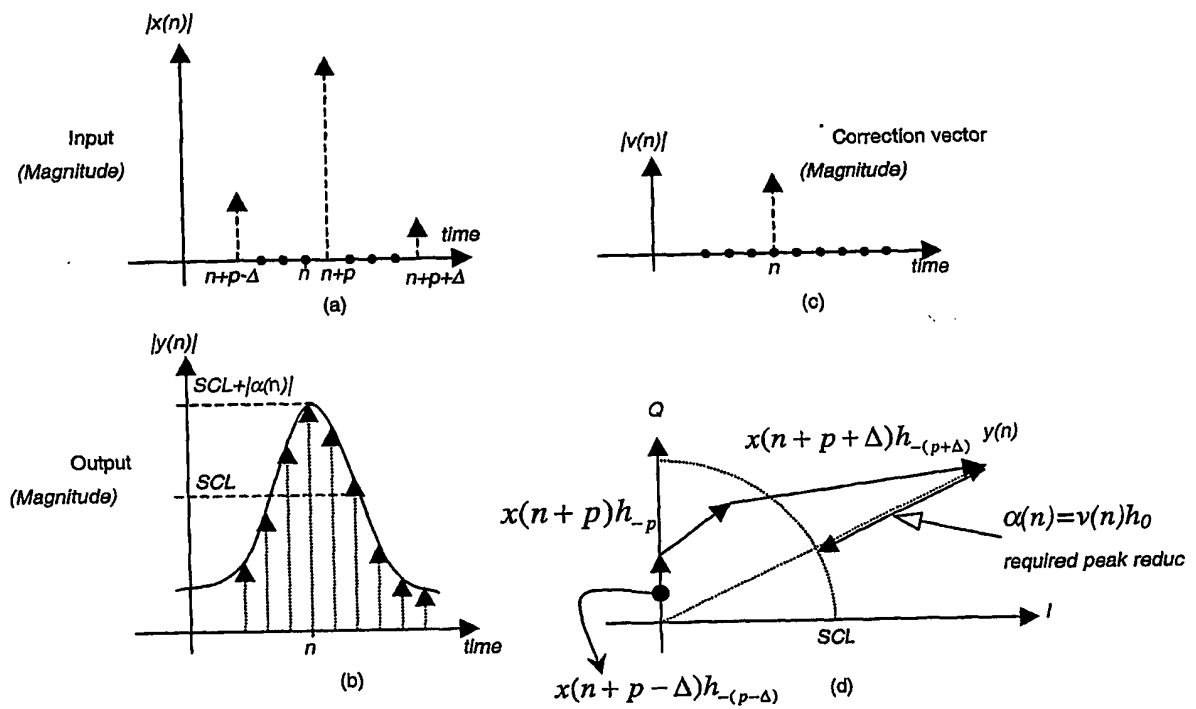 |x(n)|
Input
(Magnitude)
time
n+p-Δ
n
n+p
n+p+Δ
(a)
|v(n)|
Correction vector
(Magnitude)
n
time
(c)
|y(n)|
SCL+|α(n)|
SCL
Output
(Magnitude)
n
time
(b)
Q
x(n + p + Δ)h₋₍ₚ₊Δ₎
y(n)
x(n + p)h₋ₚ
α(n)=v(n)h₀
required peak reduc
SCL
I
x(n + p − Δ)h₋₍ₚ₋Δ₎
(d)